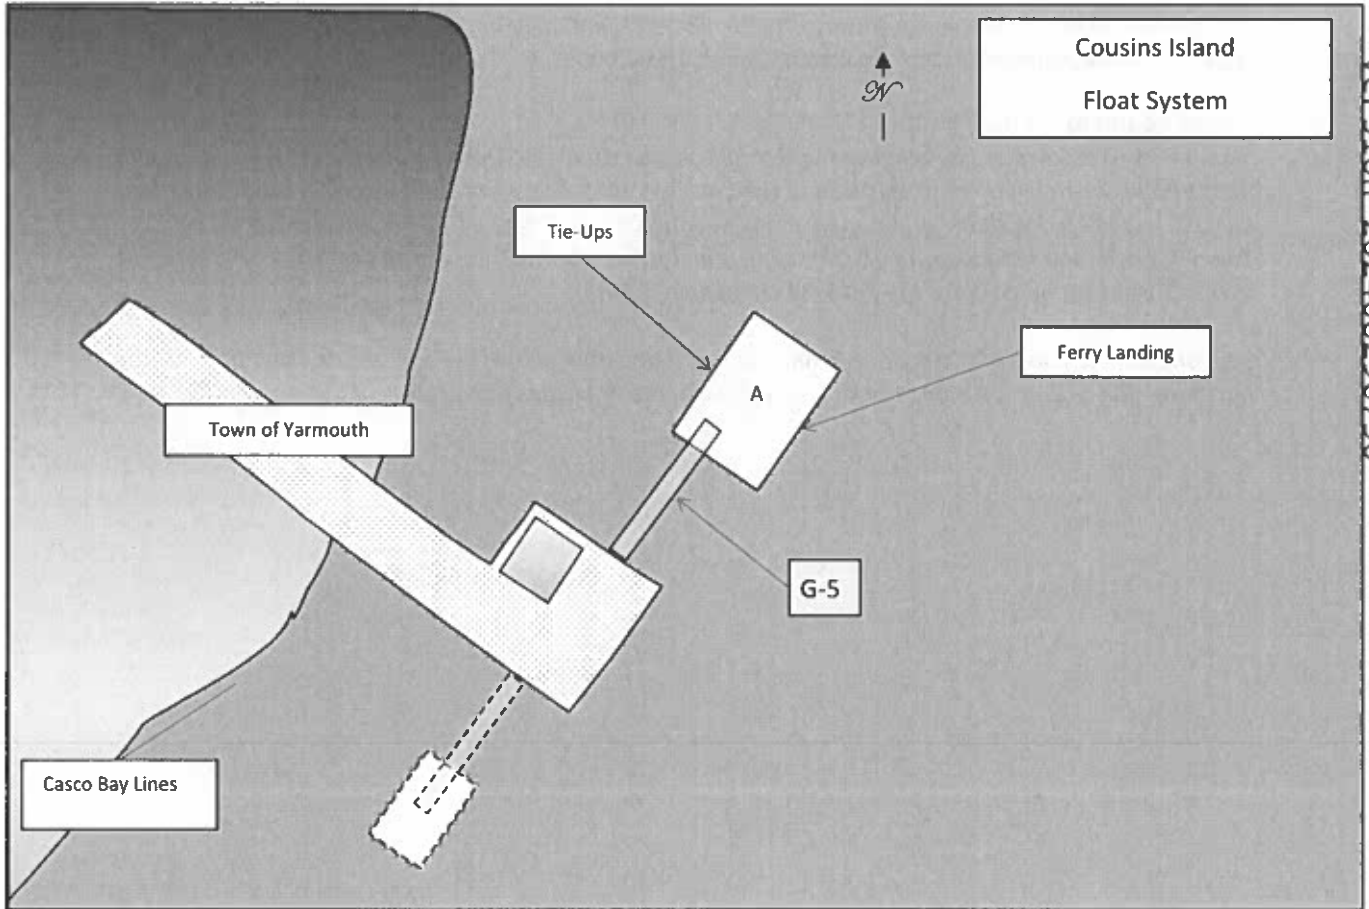 Cousins Island
Float System
N
Tie-Ups
Ferry Landing
A
Town of Yarmouth
G-5
Casco Bay Lines